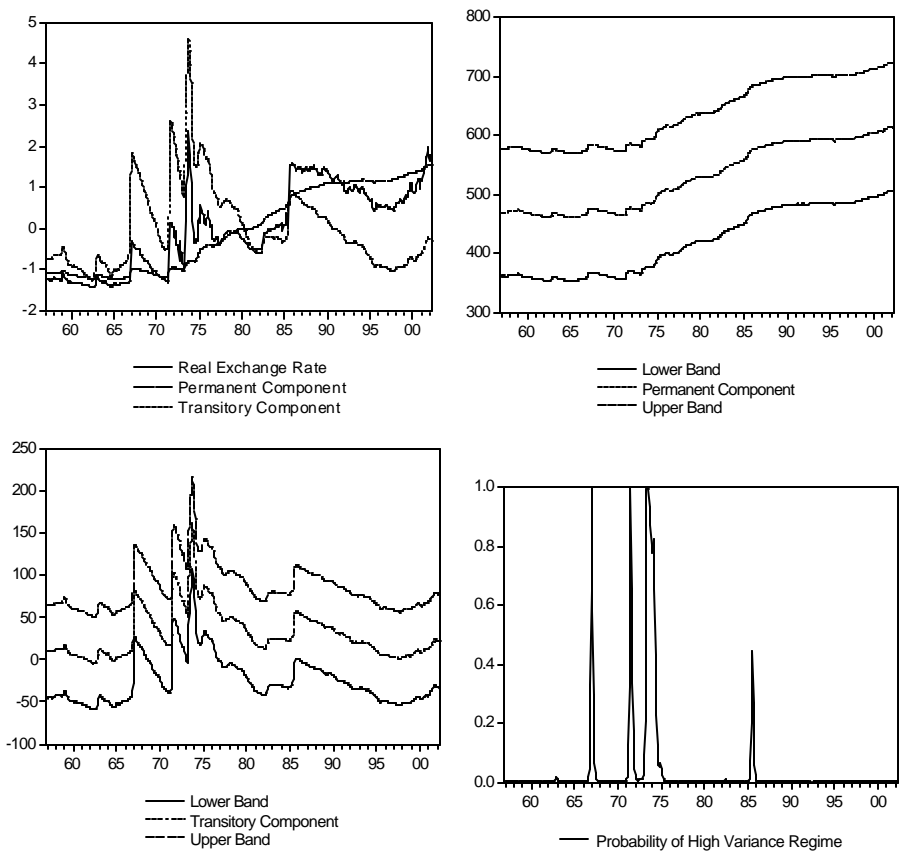 5
4
3
2
1
0
-1
-2
60 65 70 75 80 85 90 95 00
Real Exchange Rate
Permanent Component
Transitory Component
800
700
600
500
400
300
60 65 70 75 80 85 90 95 00
Lower Band
Permanent Component
Upper Band
250
200
150
100
50
0
-50
-100
60 65 70 75 80 85 90 95 00
Lower Band
Transitory Component
Upper Band
1.0
0.8
0.6
0.4
0.2
0.0
60 65 70 75 80 85 90 95 00
Probability of High Variance Regime